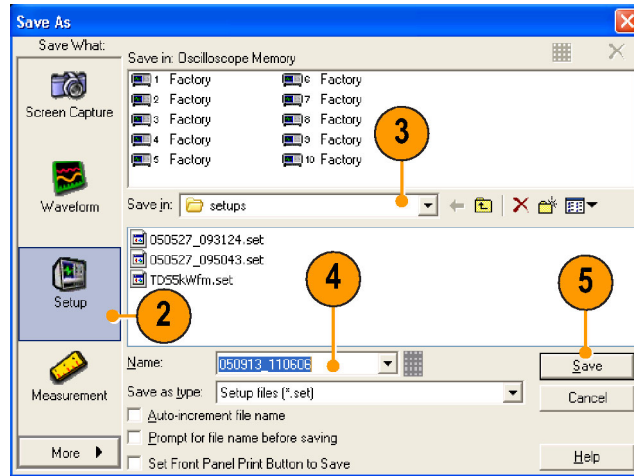 Save As
Save What:
Save in: Oscilloscope Memory
1 Factory
2 Factory
3 Factory
4 Factory
5 Factory
6 Factory
7 Factory
8 Factory
9 Factory
10 Factory
3
Screen Capture
Waveform
Setup
2
Measurement
More
Save in: setups
050527_093124.set
050527_095043.set
TDS5kWfm.set
4
5
Name: 050913_110606
Save
Save as type: Setup files (*.set)
Cancel
Auto-increment file name
Prompt for file name before saving
Set Front Panel Print Button to Save
Help